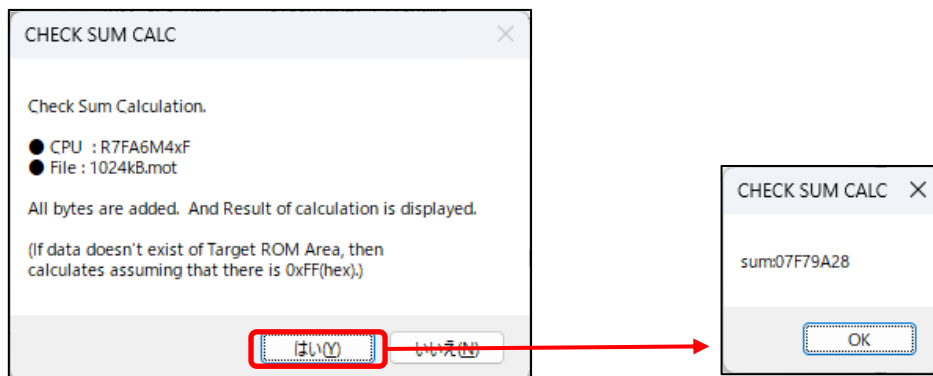 CHECK SUM CALC
Check Sum Calculation.
● CPU : R7FA6M4xF
● File : 1024kB.mot
All bytes are added. And Result of calculation is displayed.
(If data doesn't exist of Target ROM Area, then
calculates assuming that there is 0xFF(hex).)
はい(Y)
いいえ(N)
CHECK SUM CALC
sum:07F79A28
OK